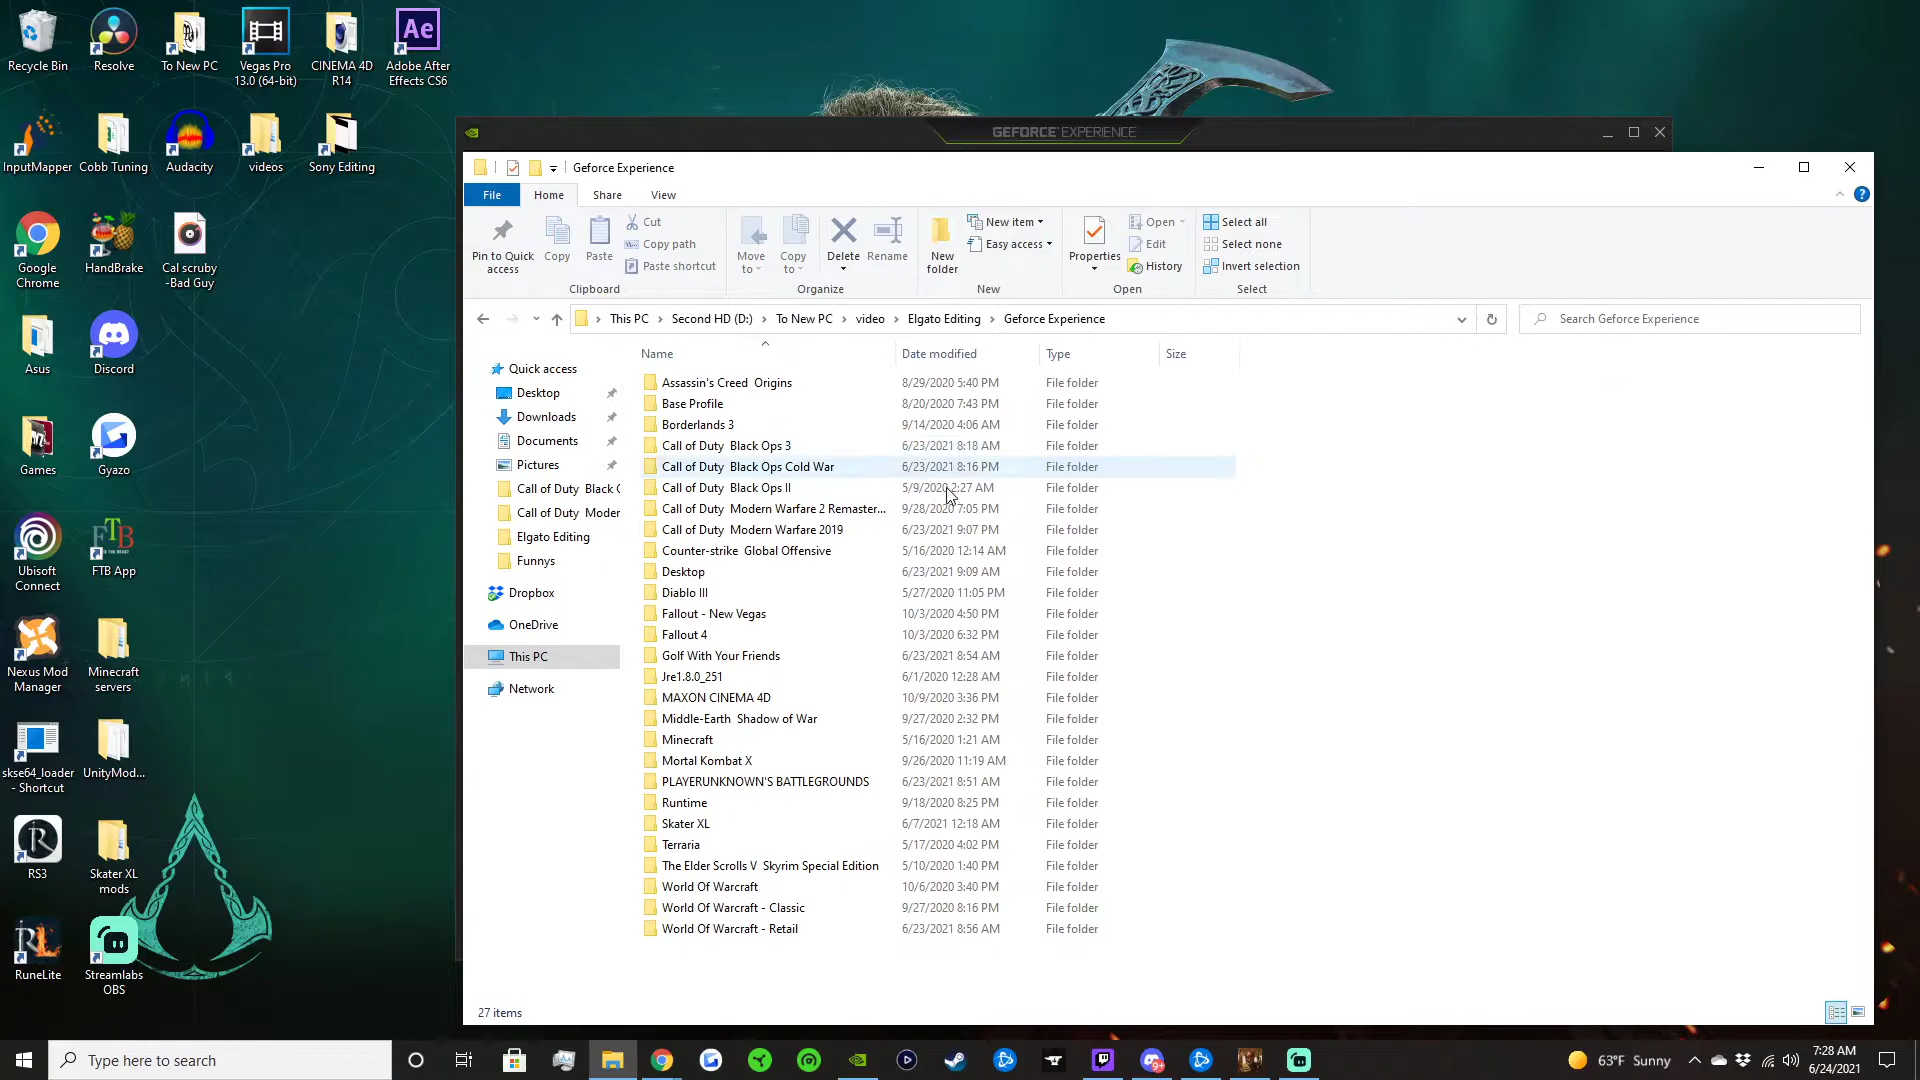 Recycle Bin
Resolve
To New PC
Vegas Pro
13.0 (64-bit)
CINEMA 4D
R14
Ae
Adobe After
Effects CS6
InputMapper
Cobb Tuning
Audacity
videos
Sony Editing
Google
Chrome
HandBrake
Cal scruby
-Bad Guy
Asus
Discord
Games
Gyazo
Ubisoft
Connect
FTB
FTB App
Nexus Mod
Manager
Minecraft
servers
skse64_loader
- Shortcut
UnityMod...
RS3
Skater XL
mods
RuneLite
Streamlabs
OBS
GEFORCE EXPERIENCE
Geforce Experience
File
Home
Share
View
Pin to Quick
access
Copy
Paste
Cut
Copy path
Paste shortcut
Clipboard
Move
to
Copy
to
Delete
Rename
Organize
New
folder
New item
Easy access
New
Properties
Open
Edit
History
Open
Select all
Select none
Invert selection
Select
This PC > Second HD (D:) > To New PC > video > Elgato Editing > Geforce Experience
Search Geforce Experience
Quick access
Desktop
Downloads
Documents
Pictures
Call of Duty Black
Call of Duty Moder
Elgato Editing
Funnys
Dropbox
OneDrive
This PC
Network
Name Date modified Type Size
Assassin's Creed Origins 8/29/2020 5:40 PM File folder
Base Profile 8/20/2020 7:43 PM File folder
Borderlands 3 9/14/2020 4:06 AM File folder
Call of Duty Black Ops 3 6/23/2021 8:18 AM File folder
Call of Duty Black Ops Cold War 6/23/2021 8:16 PM File folder
Call of Duty Black Ops II 5/9/2020 2:27 AM File folder
Call of Duty Modern Warfare 2 Remaster... 9/28/2020 7:05 PM File folder
Call of Duty Modern Warfare 2019 6/23/2021 9:07 PM File folder
Counter-strike Global Offensive 5/16/2020 12:14 AM File folder
Desktop 6/23/2021 9:09 AM File folder
Diablo III 5/27/2020 11:05 PM File folder
Fallout - New Vegas 10/3/2020 4:50 PM File folder
Fallout 4 10/3/2020 6:32 PM File folder
Golf With Your Friends 6/23/2021 8:54 AM File folder
Jre1.8.0_251 6/1/2020 12:28 AM File folder
MAXON CINEMA 4D 10/9/2020 3:36 PM File folder
Middle-Earth Shadow of War 9/27/2020 2:32 PM File folder
Minecraft 5/16/2020 1:21 AM File folder
Mortal Kombat X 9/26/2020 11:19 AM File folder
PLAYERUNKNOWN'S BATTLEGROUNDS 6/23/2021 8:51 AM File folder
Runtime 9/18/2020 8:25 PM File folder
Skater XL 6/7/2021 12:18 AM File folder
Terraria 5/17/2020 4:02 PM File folder
The Elder Scrolls V Skyrim Special Edition 5/10/2020 1:40 PM File folder
World Of Warcraft 10/6/2020 3:40 PM File folder
World Of Warcraft - Classic 9/27/2020 8:16 PM File folder
World Of Warcraft - Retail 6/23/2021 8:56 AM File folder
27 items
Type here to search
63°F Sunny
7:28 AM
6/24/2021